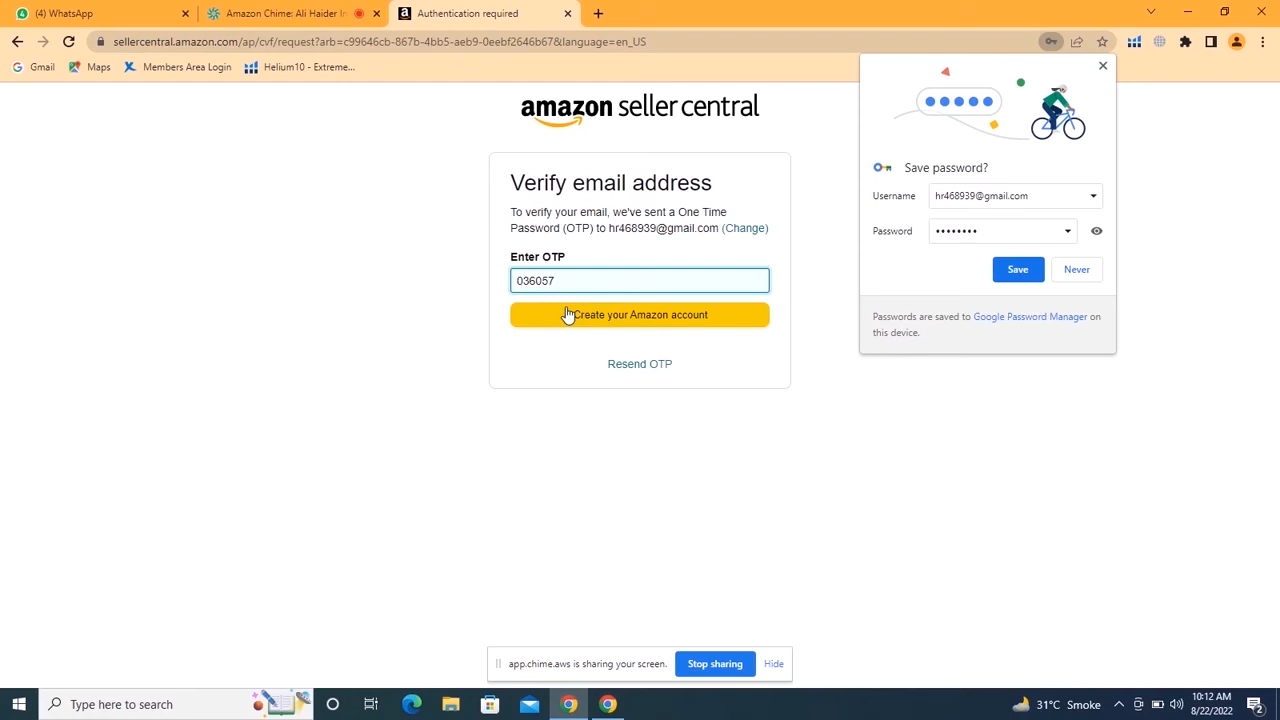 (4) WhatsApp
Amazon Chime: Ali Haider In
Authentication required
sellercentral.amazon.com/ap/cvf/request?arb=c99646cb-867b-4bb5-aeb9-0eebf2646b67&language=en_US
Gmail
Maps
Members Area Login
Helium10 - Extreme...
amazon seller central
Verify email address
To verify your email, we've sent a One Time
Password (OTP) to hr468939@gmail.com (Change)
Enter OTP
036057
Create your Amazon account
Resend OTP
Save password?
Username hr468939@gmail.com
Password ••••••••
Save Never
Passwords are saved to Google Password Manager on
this device.
app.chime.aws is sharing your screen. Stop sharing Hide
Type here to search
31°C Smoke
10:12 AM
8/22/2022
2